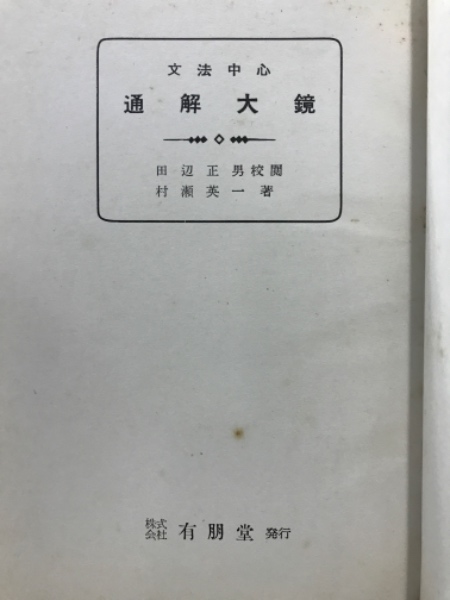 文法中心
通解大鏡
田辺正男校閲
村瀬英一著
株式会社 有朋堂 発行